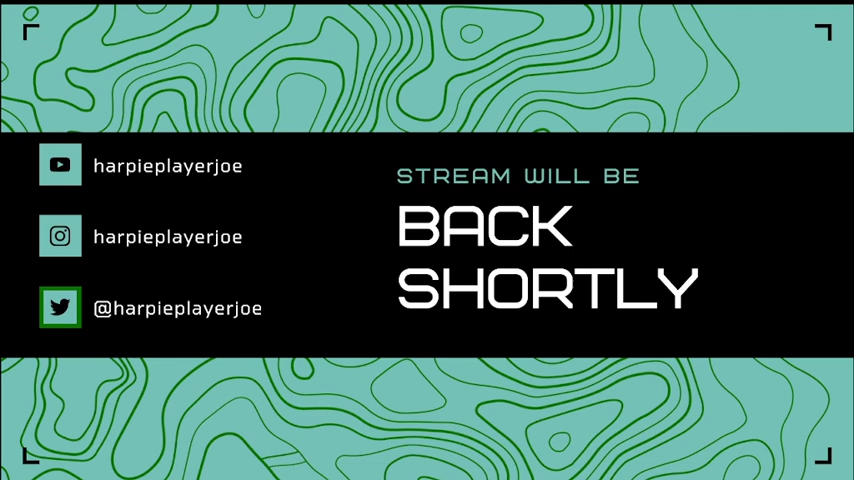 harpieplayerjoe
harpieplayerjoe
@harpieplayerjoe
STREAM WILL BE
BACK
SHORTLY